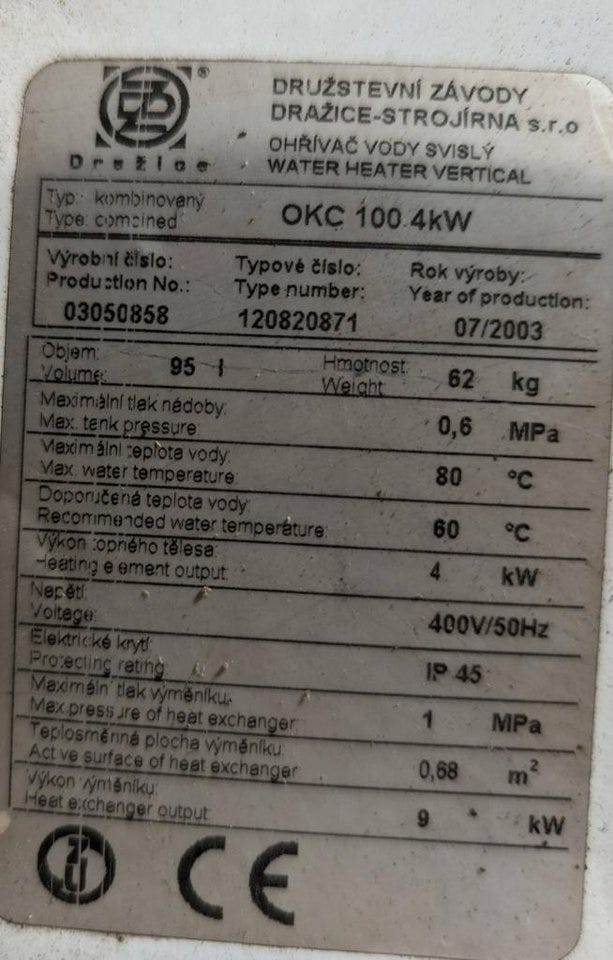 DZD
Dražice
DRUŽSTEVNÍ ZÁVODY
DRAŽICE-STROJÍRNA s.r.o
OHŘÍVAČ VODY SVISLÝ
WATER HEATER VERTICAL
Typ: kombinovaný
Type: combined
OKC 100 4kW
Výrobní číslo:
Production No.:
03050858
Typové číslo:
Type number:
120820871
Rok výroby:
Year of production:
07/2003
Objem:
Volume:
95 l
Hmotnost:
Weight:
62 kg
Maximální tlak nádoby:
Max. tank pressure:
0,6 MPa
Maximální teplota vody:
Max. water temperature:
80 °C
Doporučená teplota vody:
Recommended water temperature:
60 °C
Výkon topného tělesa:
Heating element output:
4 kW
Napětí:
Voltage:
400V/50Hz
Elektrické krytí:
Protecting rating:
IP 45
Maximální tlak výměníku:
Max.pressure of heat exchanger:
1 MPa
Teplosměnná plocha výměníku:
Active surface of heat exchanger
0,68 m²
Výkon výměníku:
Heat exchanger output:
9 kW
CE